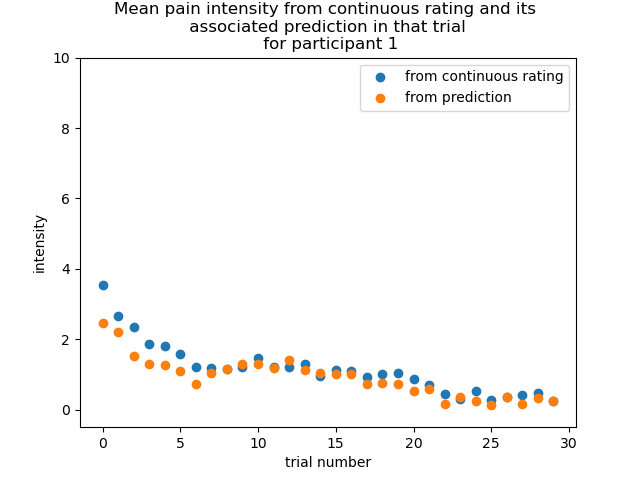 Mean pain intensity from continuous rating and its
associated prediction in that trial
for participant 1
from continuous rating
from prediction
10
8
6
4
2
0
intensity
0 5 10 15 20 25 30
trial number